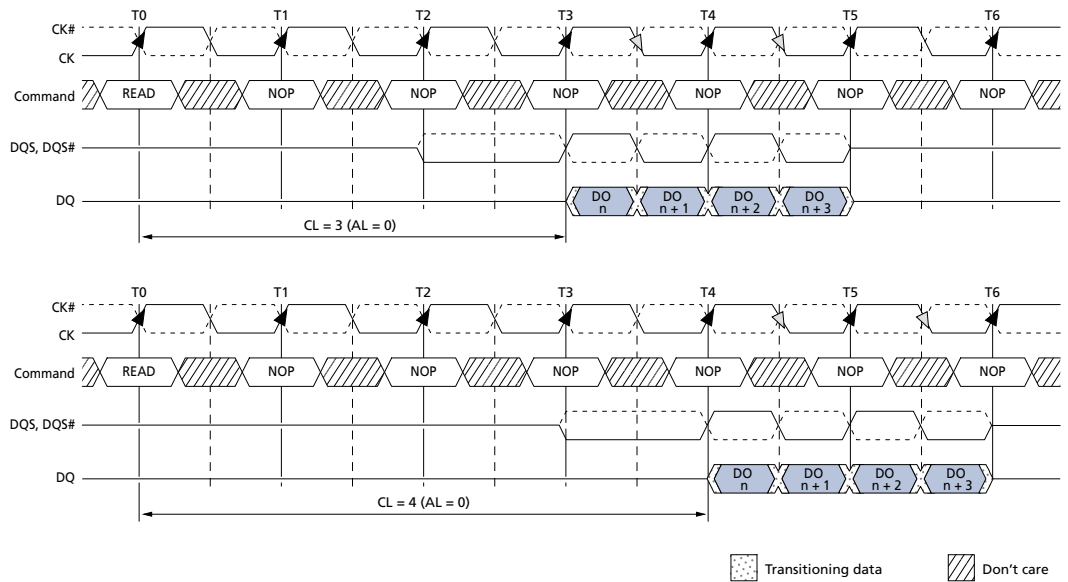 T0 T1 T2 T3 T4 T5 T6
CK#
CK
Command READ NOP NOP NOP NOP NOP NOP
DQS, DQS#
DQ DO n DO n + 1 DO n + 2 DO n + 3
CL = 3 (AL = 0)
T0 T1 T2 T3 T4 T5 T6
CK#
CK
Command READ NOP NOP NOP NOP NOP NOP
DQS, DQS#
DQ DO n DO n + 1 DO n + 2 DO n + 3
CL = 4 (AL = 0)
Transitioning data Don't care